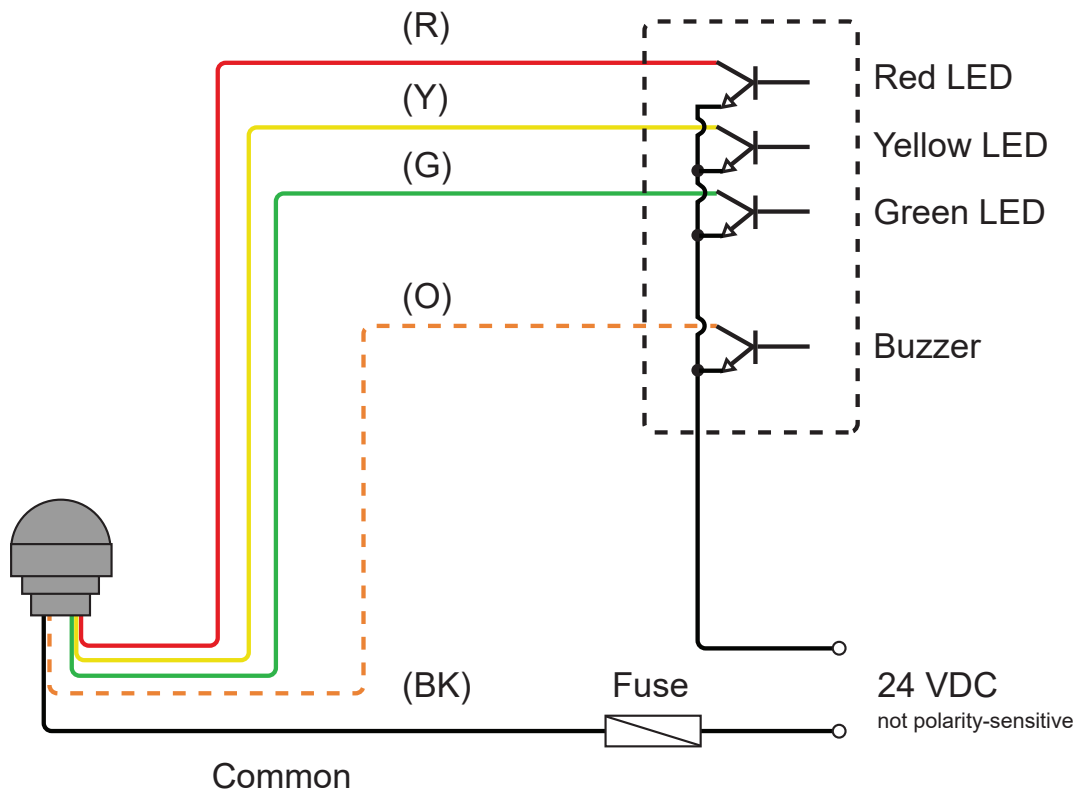 (R)
Red LED
(Y)
Yellow LED
(G)
Green LED
(O)
Buzzer
(BK)
Fuse
24 VDC
not polarity-sensitive
Common